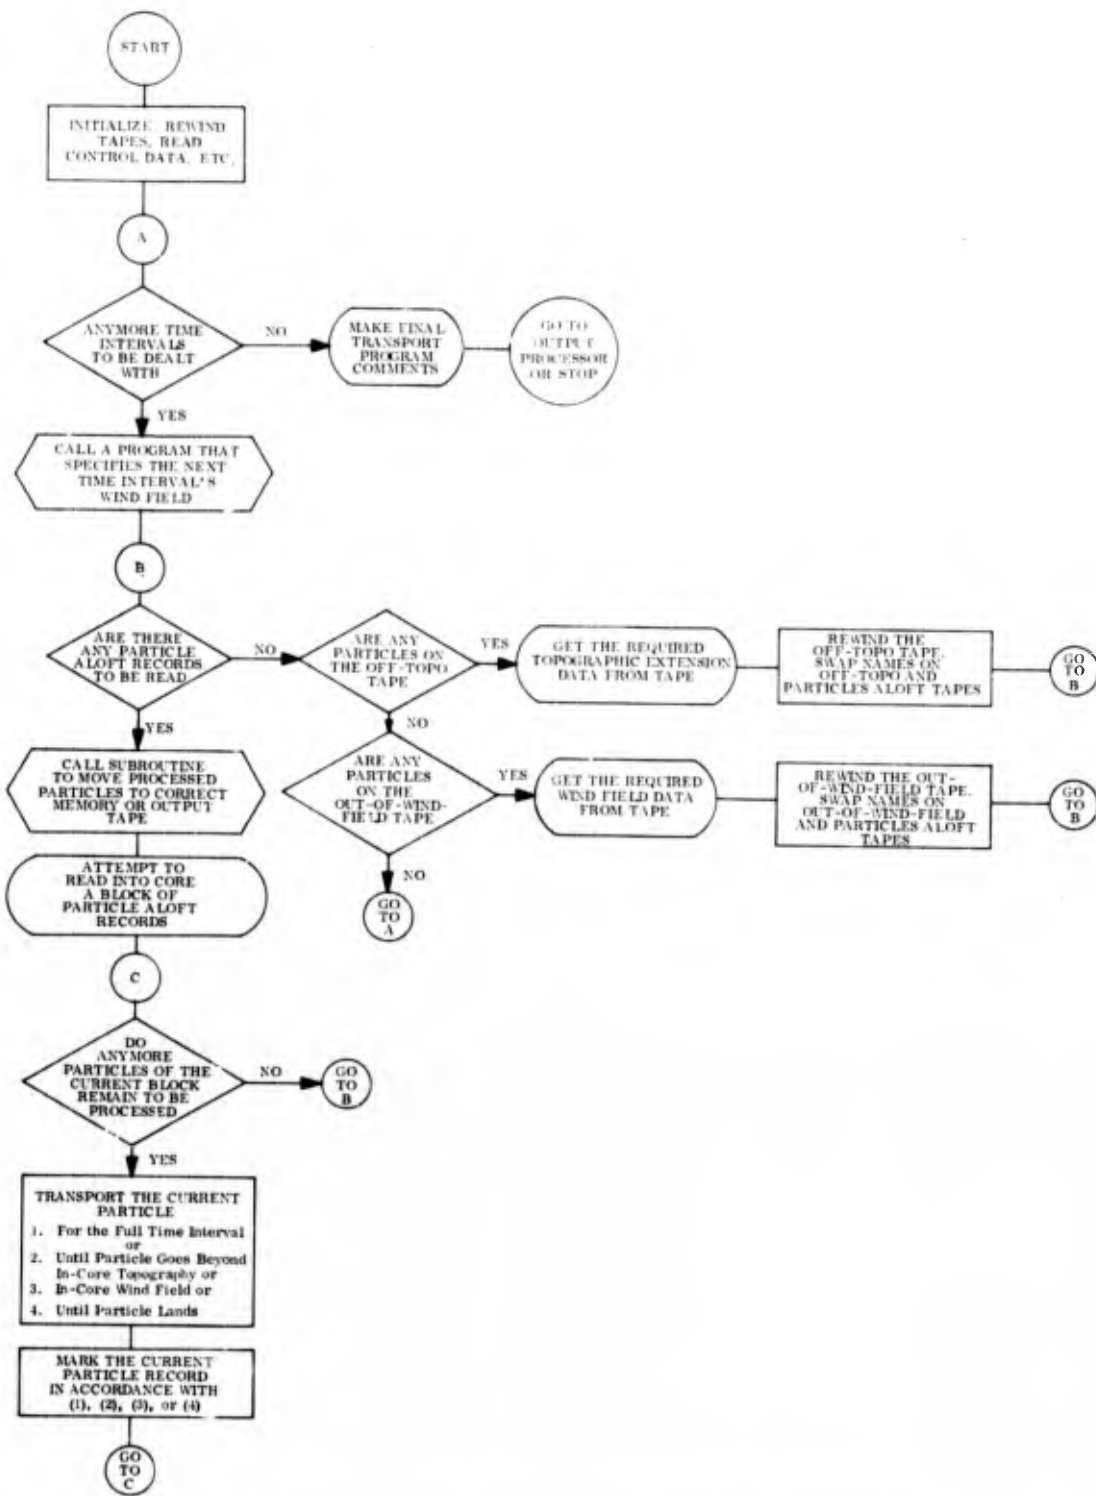 START
INITIALIZE, REWIND
TAPES, READ
CONTROL DATA, ETC.
A
ANYMORE TIME
INTERVALS
TO BE DEALT
WITH
NO
MAKE FINAL
TRANSPORT
PROGRAM
COMMENTS
GO TO
OUTPUT
PROCESSOR
OR STOP
YES
CALL A PROGRAM THAT
SPECIFIES THE NEXT
TIME INTERVAL'S
WIND FIELD
B
ARE THERE
ANY PARTICLE
ALOFT RECORDS
TO BE READ
NO
ARE ANY
PARTICLES ON
THE OFF-TOPO
TAPE
YES
GET THE REQUIRED
TOPOGRAPHIC EXTENSION
DATA FROM TAPE
REWIND THE
OFF-TOPO TAPE.
SWAP NAMES ON
OFF-TOPO AND
PARTICLES ALOFT TAPES
GO
TO
B
NO
ARE ANY
PARTICLES
ON THE
OUT-OF-WIND-
FIELD TAPE
YES
GET THE REQUIRED
WIND FIELD DATA
FROM TAPE
REWIND THE OUT-
OF-WIND-FIELD TAPE.
SWAP NAMES ON
OUT-OF-WIND-FIELD
AND PARTICLES ALOFT
TAPES
GO
TO
B
NO
GO
TO
A
YES
CALL SUBROUTINE
TO MOVE PROCESSED
PARTICLES TO CORRECT
MEMORY OR OUTPUT
TAPE
ATTEMPT TO
READ INTO CORE
A BLOCK OF
PARTICLE ALOFT
RECORDS
C
DO
ANYMORE
PARTICLES OF THE
CURRENT BLOCK
REMAIN TO BE
PROCESSED
NO
GO
TO
B
YES
TRANSPORT THE CURRENT
PARTICLE
1. For the Full Time Interval
or
2. Until Particle Goes Beyond
In-Core Topography or
3. In-Core Wind Field or
4. Until Particle Lands
MARK THE CURRENT
PARTICLE RECORD
IN ACCORDANCE WITH
(1), (2), (3), or (4)
GO
TO
C